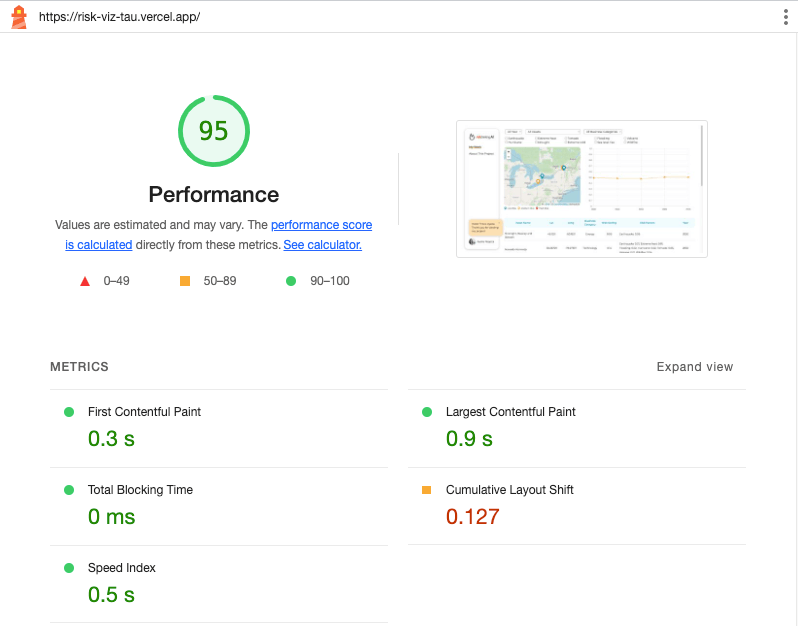 https://risk-viz-tau.vercel.app/
95
Performance
Values are estimated and may vary. The performance score
is calculated directly from these metrics. See calculator.
0–49
50–89
90–100
METRICS
Expand view
First Contentful Paint
0.3 s
Largest Contentful Paint
0.9 s
Total Blocking Time
0 ms
Cumulative Layout Shift
0.127
Speed Index
0.5 s